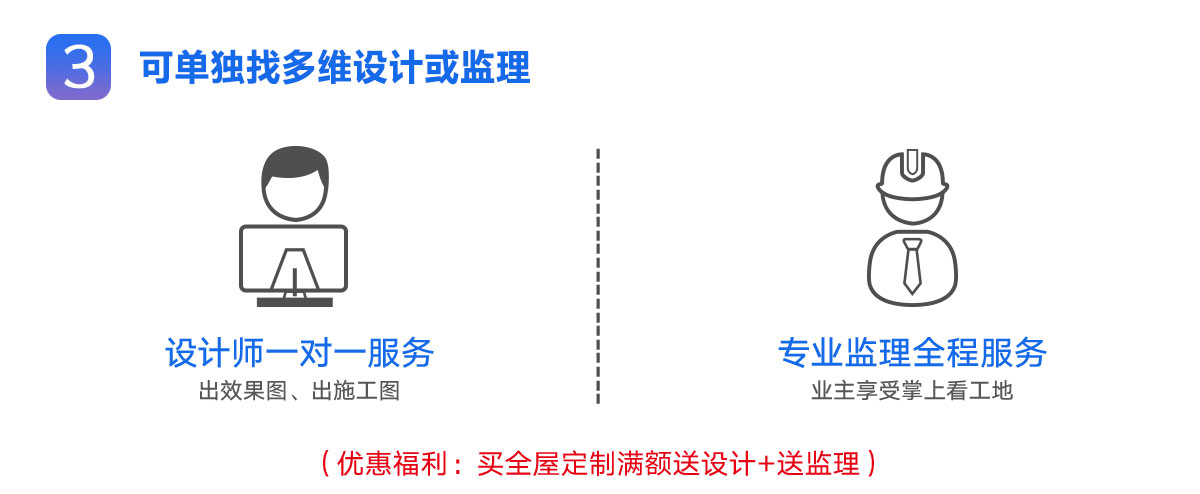 3 可单独找多维设计或监理
设计师一对一服务
出效果图、出施工图
专业监理全程服务
业主享受掌上看工地
（优惠福利：买全屋定制满额送设计+送监理）